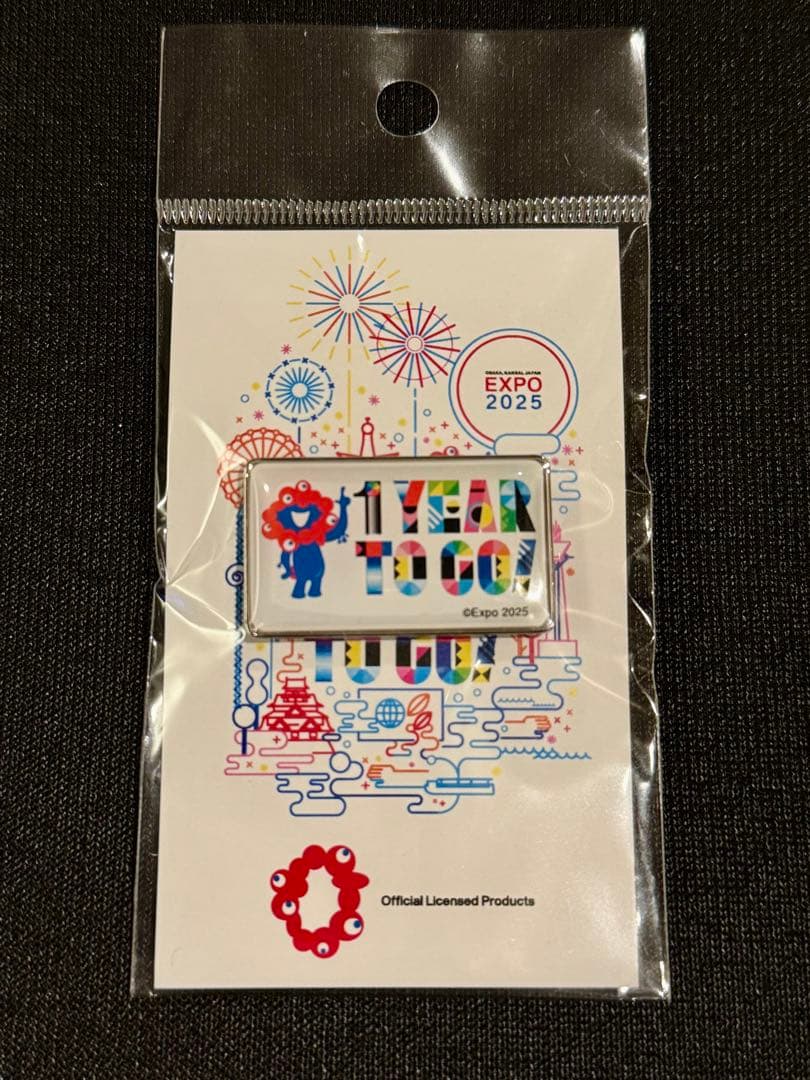 OSAKA, KANSAI, JAPAN
EXPO
2025
1 YEAR
TO GO!
©Expo 2025
TO GO!
Official Licensed Products